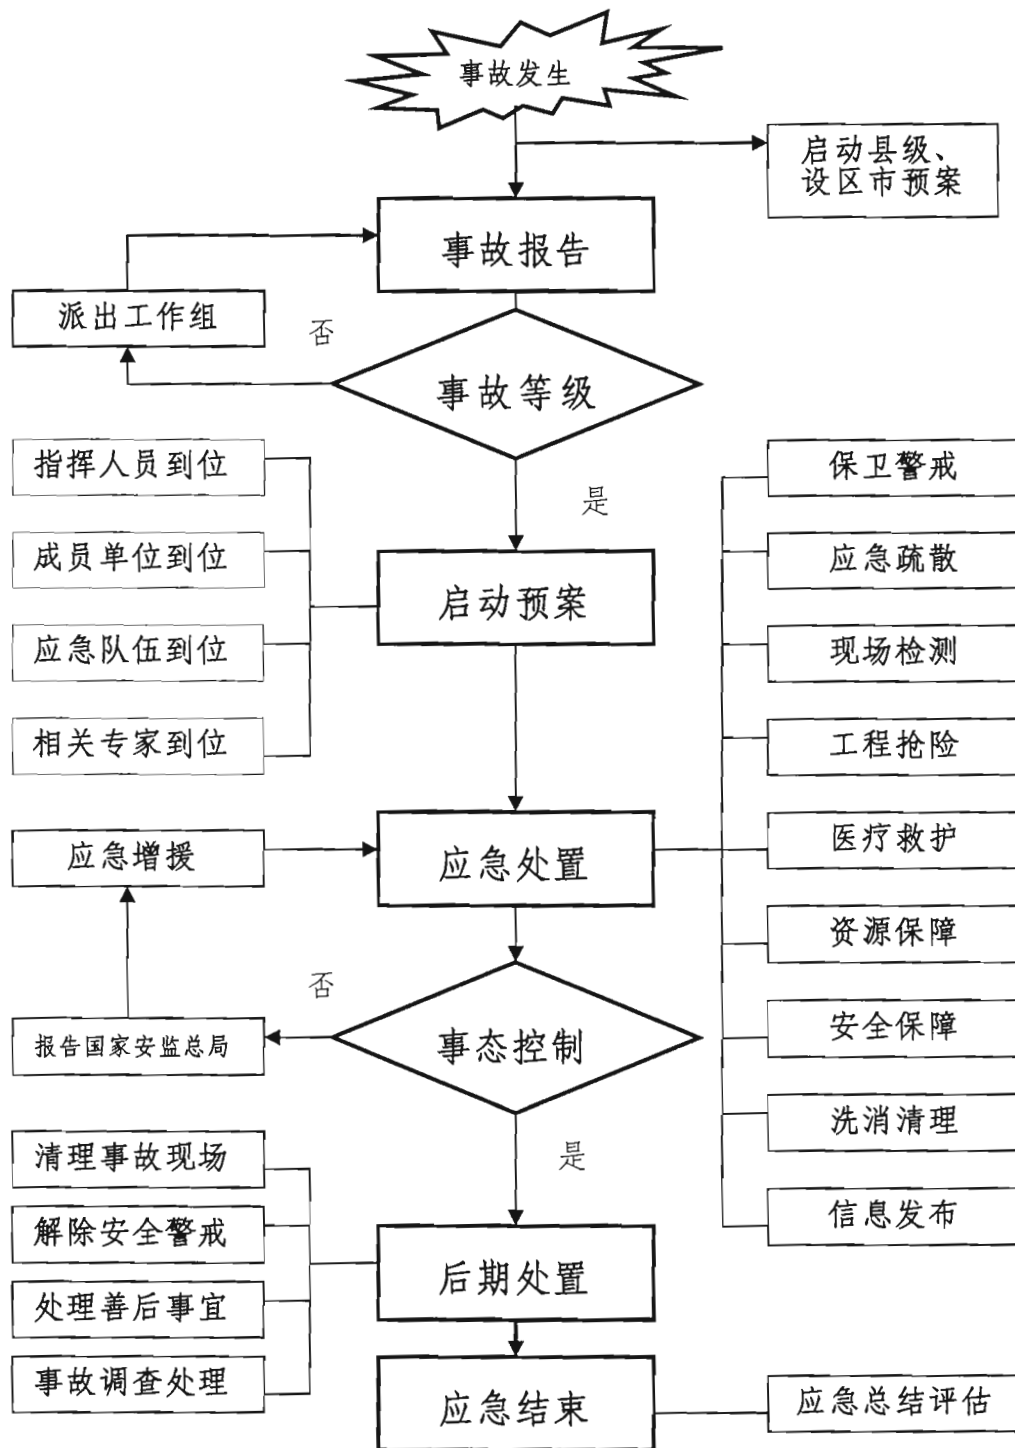 事故发生
启动县级、
设区市预案
事故报告
派出工作组
否
事故等级
指挥人员到位
保卫警戒
是
成员单位到位
应急疏散
启动预案
应急队伍到位
现场检测
相关专家到位
工程抢险
应急增援
应急处置
医疗救护
资源保障
否
报告国家安监总局
事态控制
安全保障
清理事故现场
是
洗消清理
解除安全警戒
信息发布
后期处置
处理善后事宜
事故调查处理
应急结束
应急总结评估